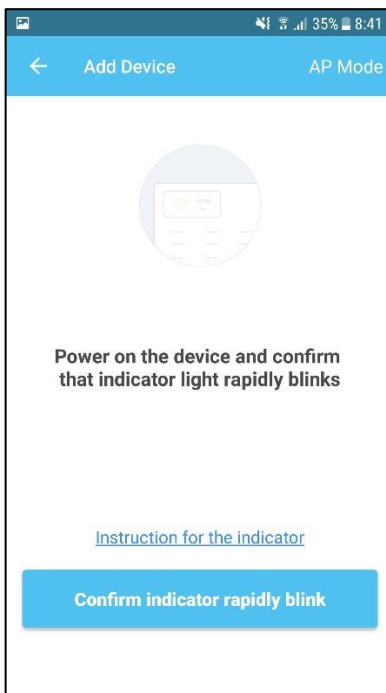 35% 8:41
Add Device AP Mode
Power on the device and confirm
that indicator light rapidly blinks
Instruction for the indicator
Confirm indicator rapidly blink